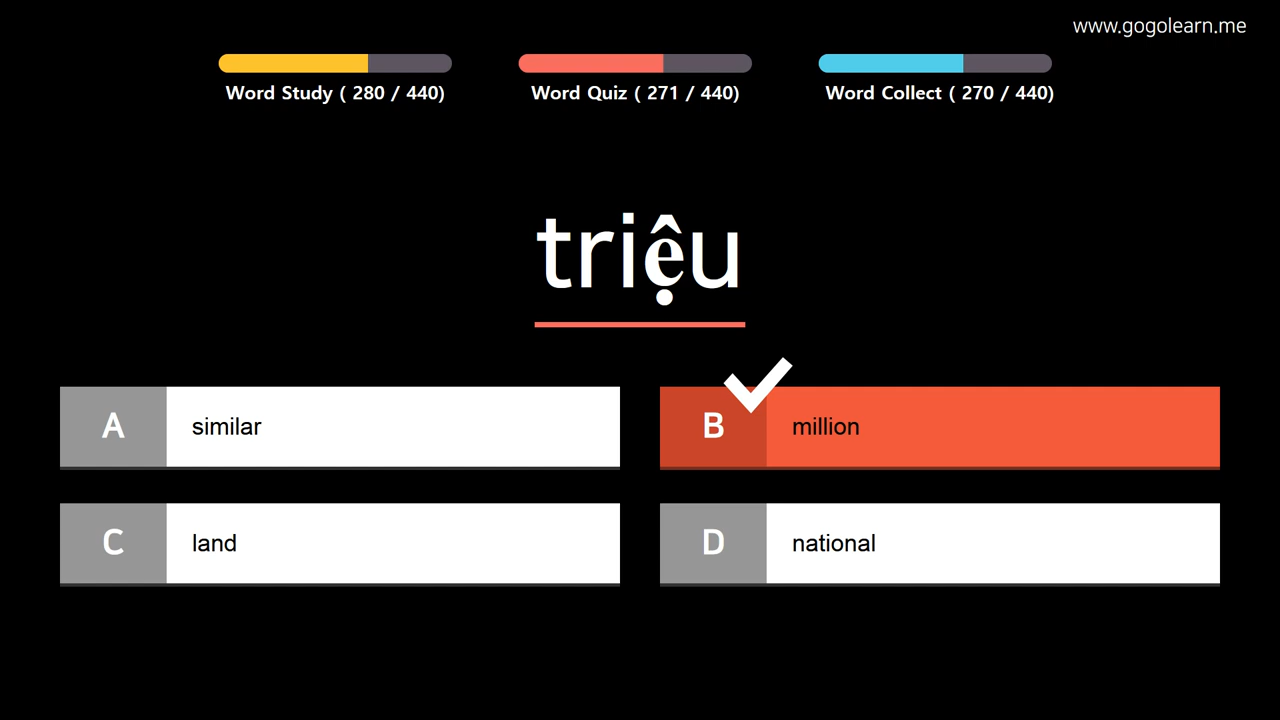 www.gogolearn.me
Word Study ( 280 / 440)
Word Quiz ( 271 / 440)
Word Collect ( 270 / 440)
triệu
A similar
B million
C land
D national